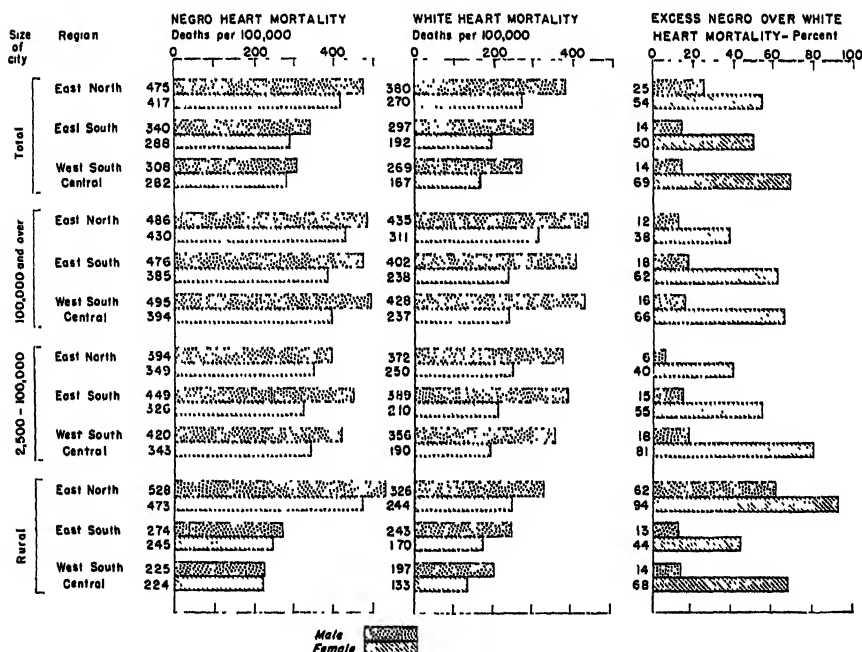 NEGRO HEART MORTALITY WHITE HEART MORTALITY EXCESS NEGRO OVER WHITE
Size of city Region Deaths per 100,000 Deaths per 100,000 HEART MORTALITY– Percent
0 200 400 0 200 400 0 20 40 60 80 100
Total
East North 475 380 25
417 270 54
East South 340 297 14
288 192 50
West South 308 269 14
Central 282 167 69
100,000 and over
East North 486 435 12
430 311 38
East South 476 402 18
385 238 62
West South 495 428 16
Central 394 237 66
2,500 – 100,000
East North 394 372 6
349 250 40
East South 449 389 15
326 210 55
West South 420 356 18
Central 343 190 81
Rural
East North 528 326 62
473 244 94
East South 274 243 13
245 170 44
West South 225 197 14
Central 224 133 68
Male
Female